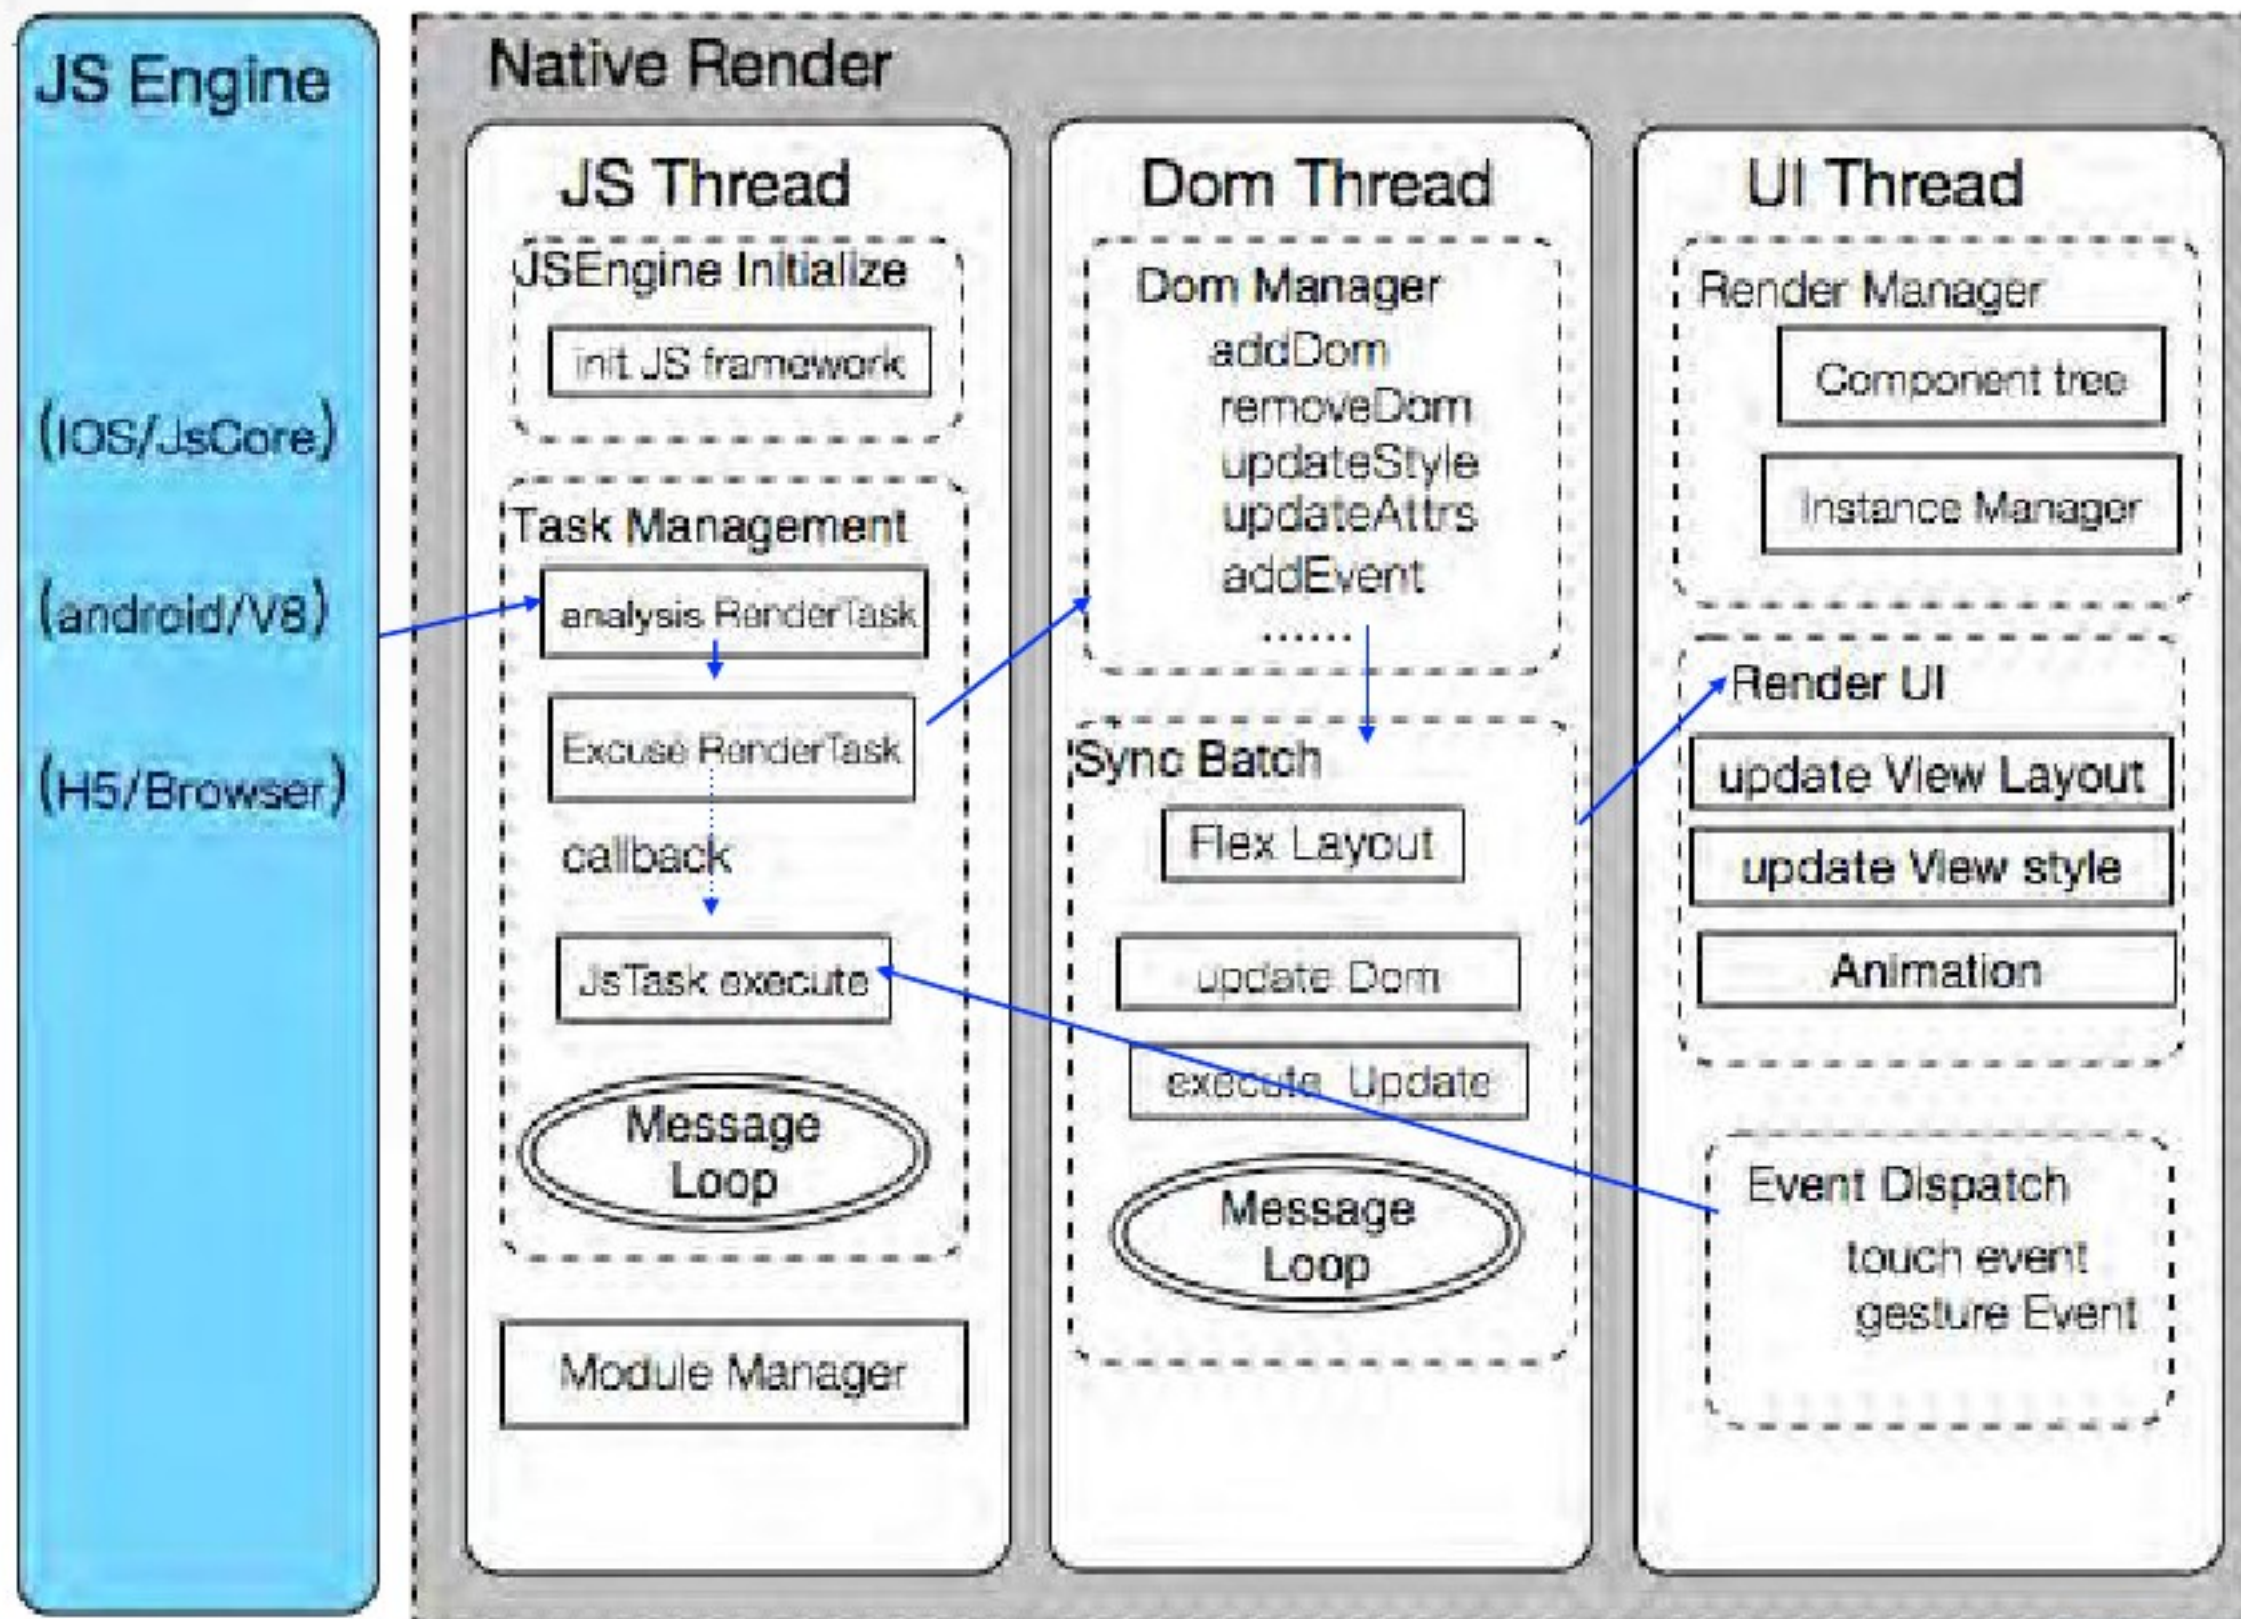 JS Engine
(IOS/JsCore)
(android/V8)
(H5/Browser)
Native Render
JS Thread
JSEngine Initialize
init JS framework
Task Management
analysis RenderTask
Excuse RenderTask
callback
JsTask execute
Message
Loop
Module Manager
Dom Thread
Dom Manager
addDom
removeDom
updateStyle
updateAttrs
addEvent
......
Sync Batch
Flex Layout
update Dom
execute Update
Message
Loop
UI Thread
Render Manager
Component tree
Instance Manager
Render UI
update View Layout
update View style
Animation
Event Dispatch
touch event
gesture Event